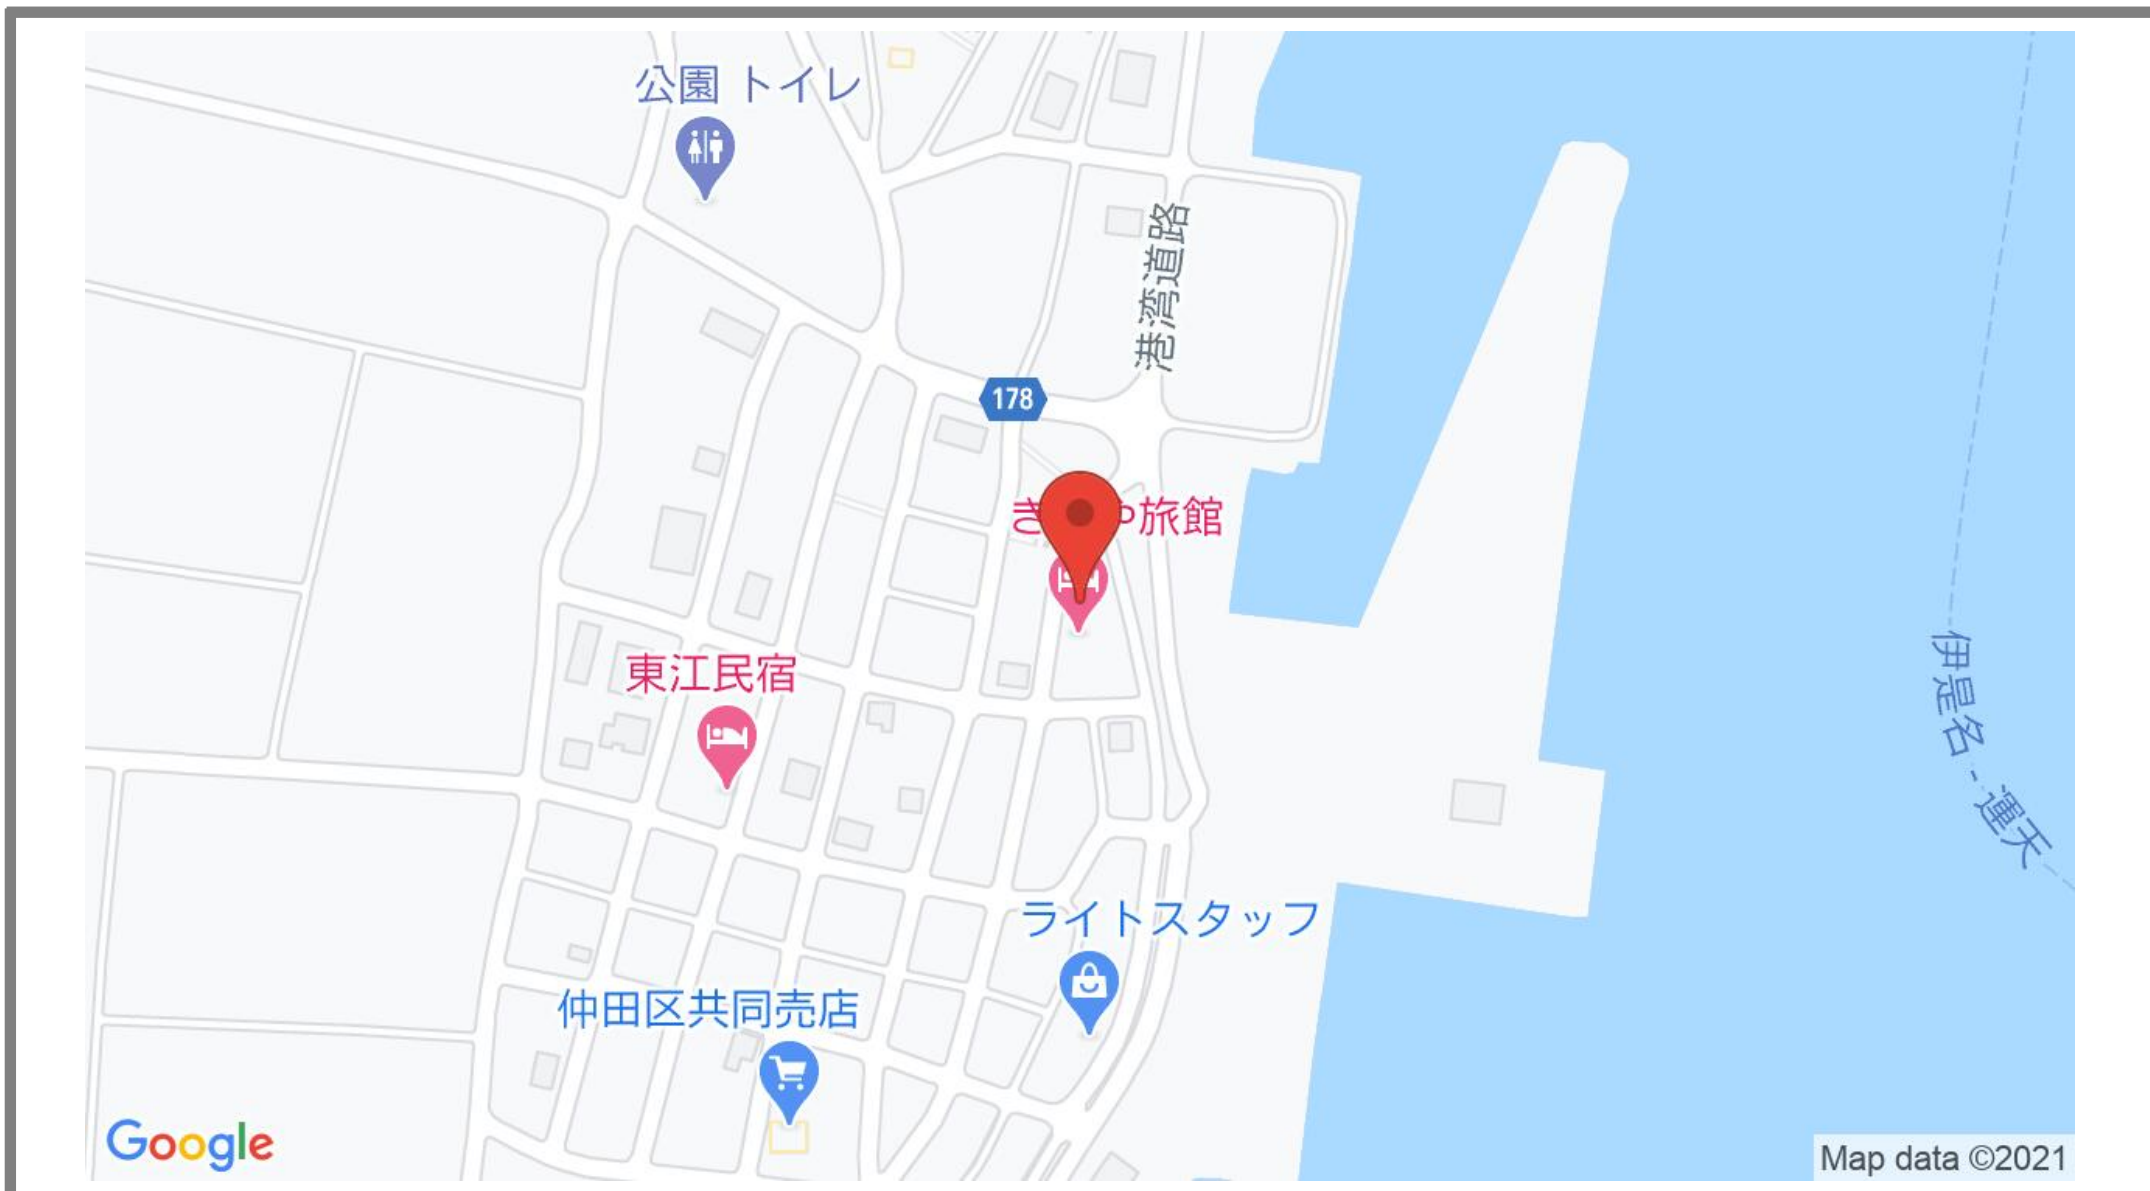 公園 トイレ
港湾道路
178
旅館
東江民宿
伊是名 - 運天
ライトスタッフ
仲田区共同売店
Google
Map data ©2021